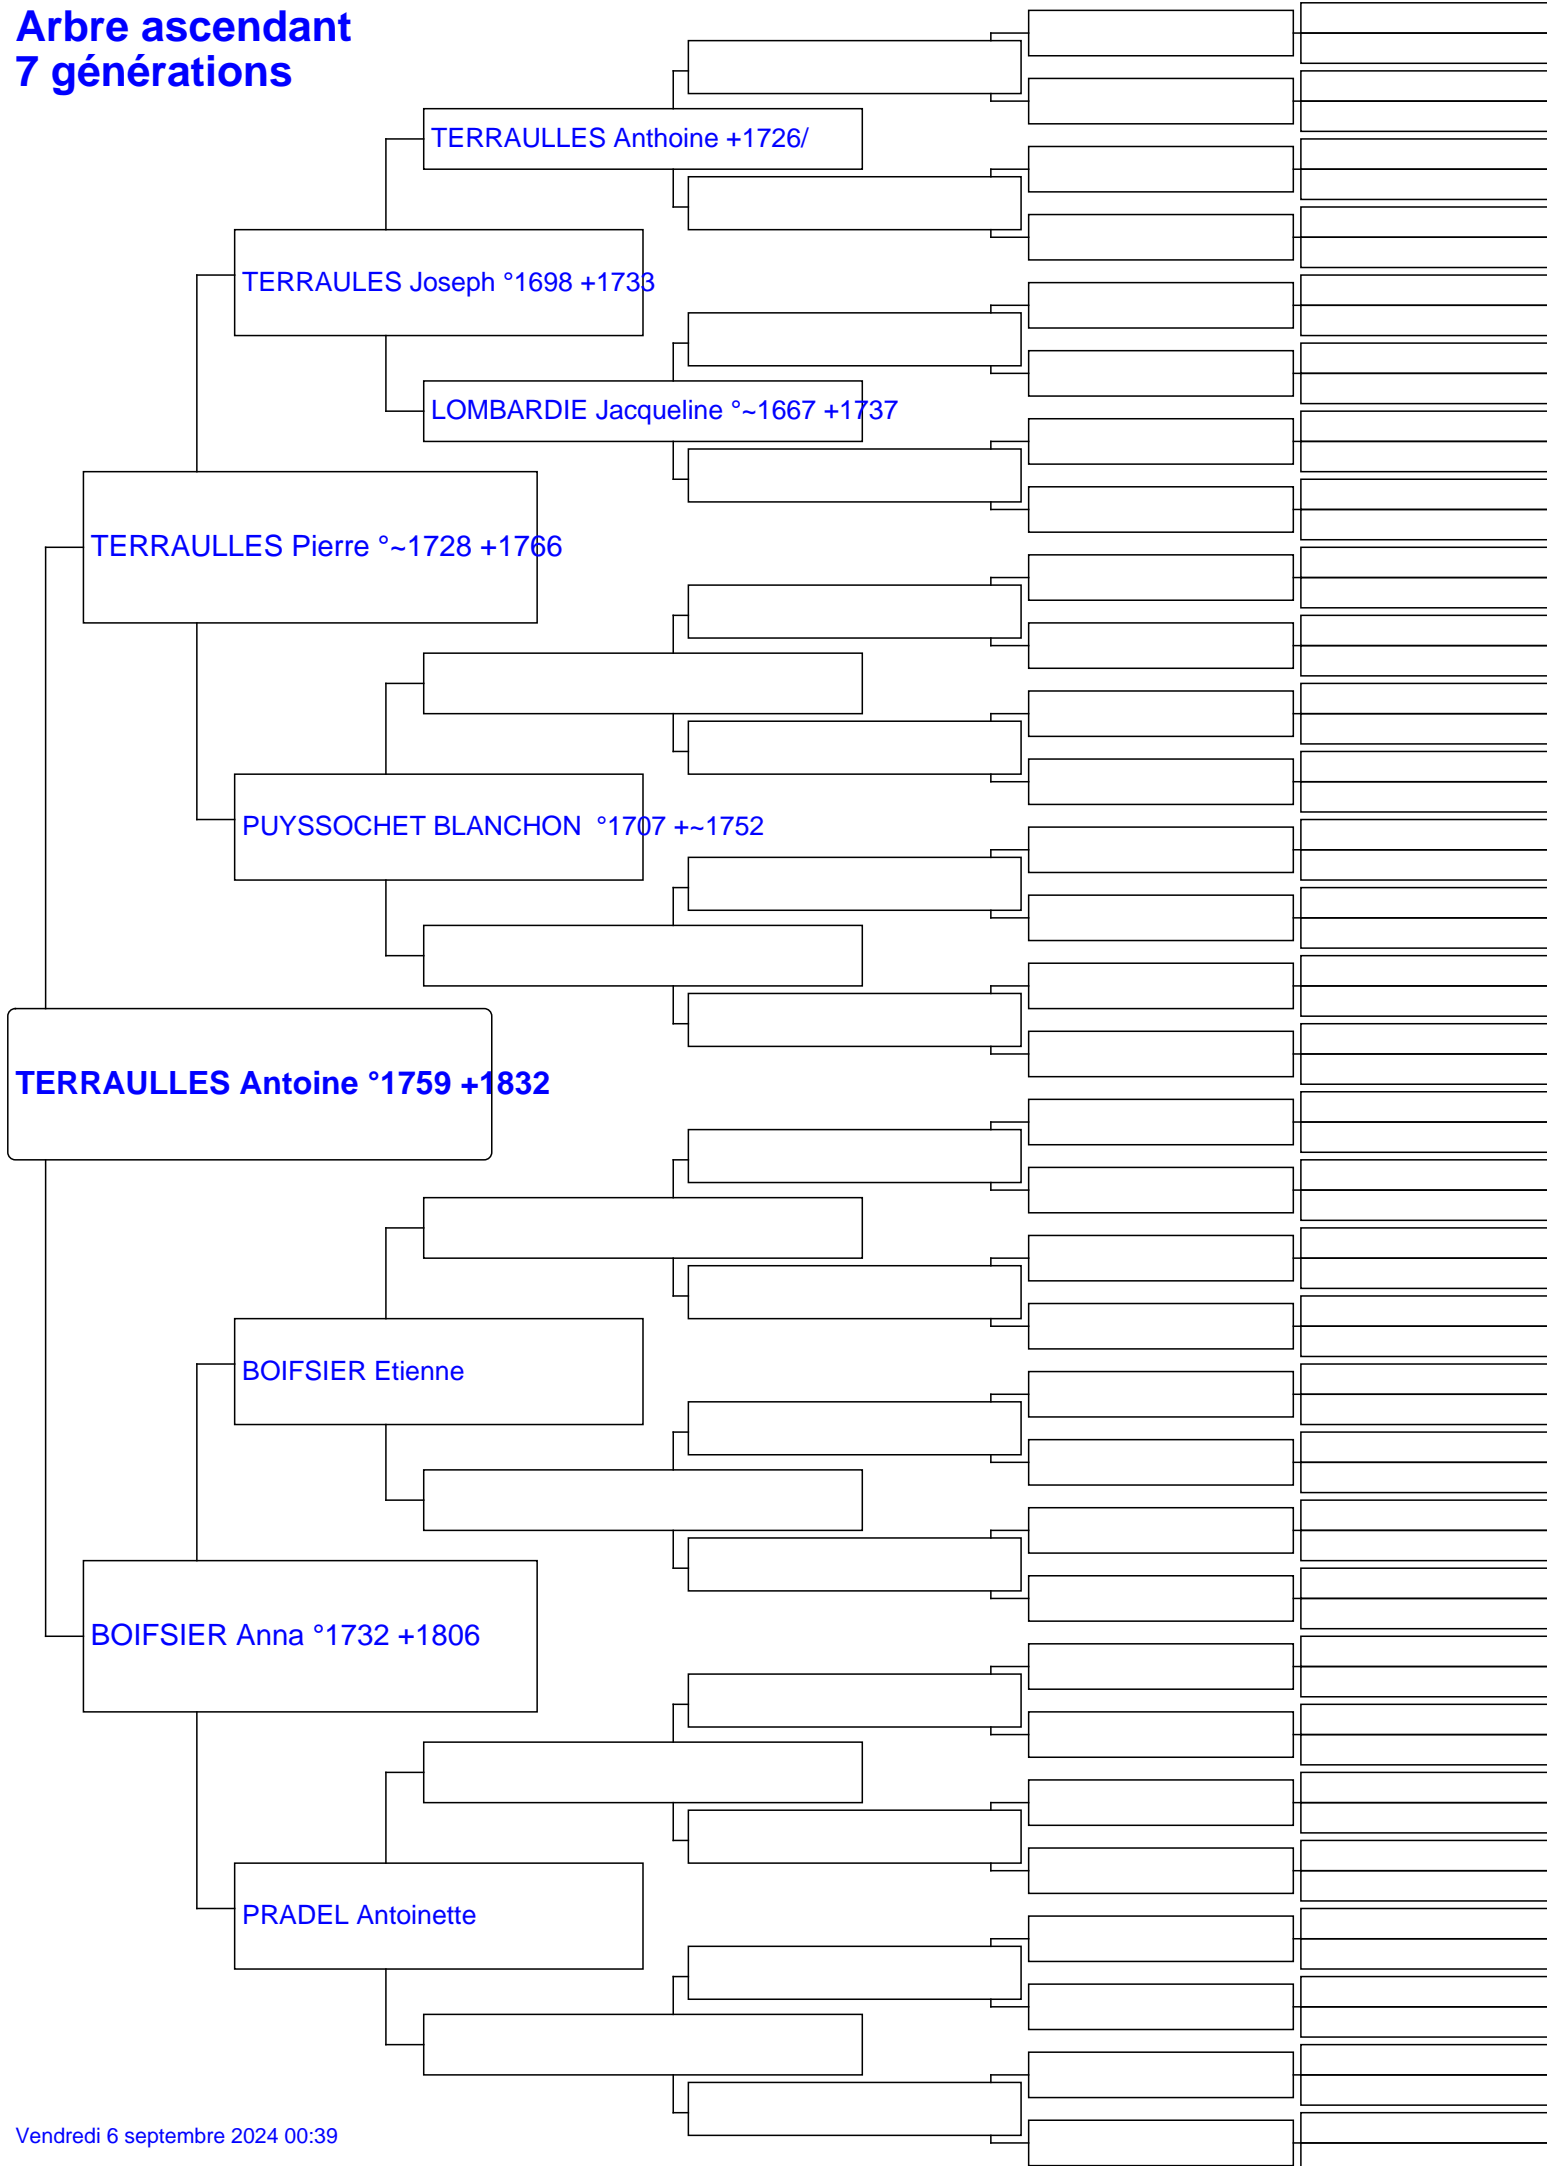 Arbre ascendant
7 générations
TERRAULLES Anthoine +1726/
TERRAULES Joseph °1698 +1733
LOMBARDIE Jacqueline °~1667 +1737
TERRAULLES Pierre °~1728 +1766
PUYSSOCHET BLANCHON  °1707 +~1752
TERRAULLES Antoine °1759 +1832
BOIFSIER Etienne
BOIFSIER Anna °1732 +1806
PRADEL Antoinette
Vendredi 6 septembre 2024 00:39